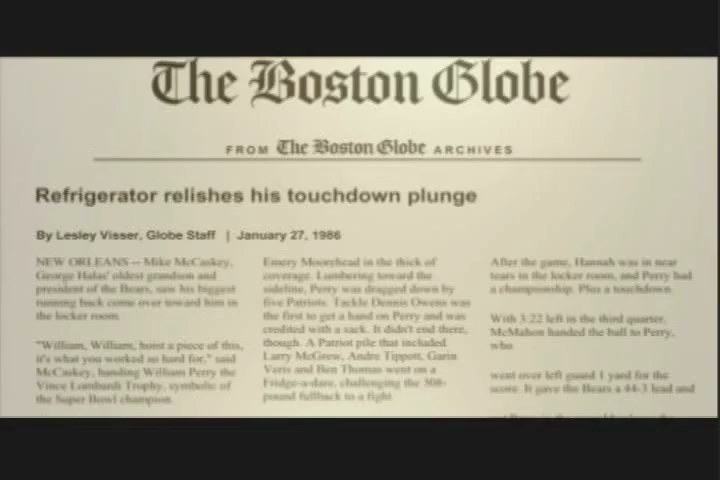 The Boston Globe
FROM The Boston Globe ARCHIVES
Refrigerator relishes his touchdown plunge
By Lesley Visser, Globe Staff | January 27, 1986
NEW ORLEANS -- Mike McCaskey,
George Halas' oldest grandson and
president of the Bears, saw his biggest
running back come over toward him in
the locker room.
"William, William, hoist a piece of this,
it's what you worked so hard for," said
McCaskey, handing William Perry the
Vince Lombardi Trophy, symbolic of
the Super Bowl champion.
Emery Moorehead in the thick of
coverage. Lumbering toward the
sideline, Perry was dragged down by
five Patriots. Tackle Dennis Owens was
the first to get a hand on Perry and was
credited with a sack. It didn't end there,
though. A Patriot pile that included
Larry McGrew, Andre Tippett, Garin
Veris and Ben Thomas went on a
Fridge-a-dare, challenging the 308-
pound fullback to a fight.
After the game, Hannah was in near
tears in the locker room, and Perry had
a championship. Plus a touchdown.
With 3:22 left in the third quarter,
McMahon handed the ball to Perry,
who
went over left guard 1 yard for the
score. It gave the Bears a 44-3 lead and